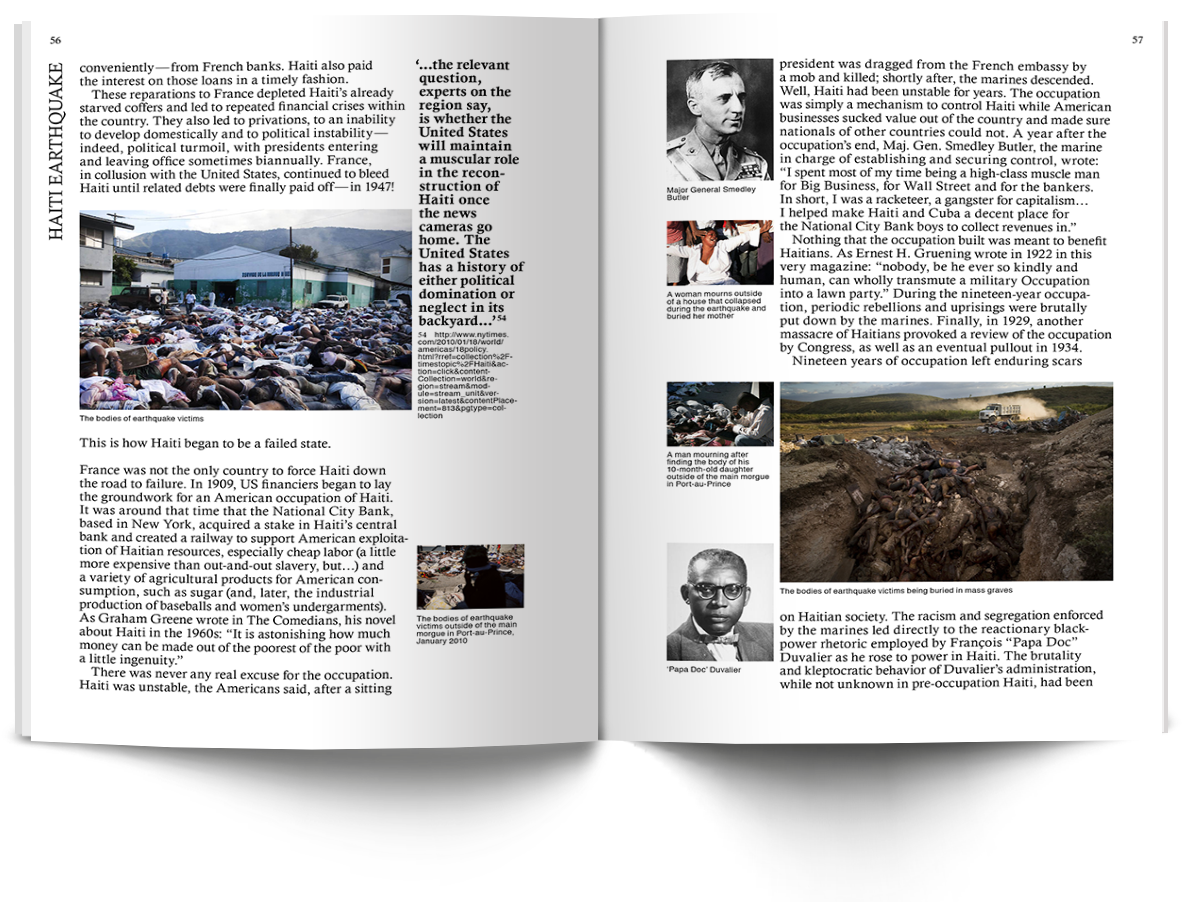 56
HAITI EARTHQUAKE
conveniently—from French banks. Haiti also paid
the interest on those loans in a timely fashion.
These reparations to France depleted Haiti's already
starved coffers and led to repeated financial crises within
the country. They also led to privations, to an inability
to develop domestically and to political instability—
indeed, political turmoil, with presidents entering
and leaving office sometimes biannually. France,
in collusion with the United States, continued to bleed
Haiti until related debts were finally paid off—in 1947!
The bodies of earthquake victims
This is how Haiti began to be a failed state.
France was not the only country to force Haiti down
the road to failure. In 1909, US financiers began to lay
the groundwork for an American occupation of Haiti.
It was around that time that the National City Bank,
based in New York, acquired a stake in Haiti's central
bank and created a railway to support American exploita-
tion of Haitian resources, especially cheap labor (a little
more expensive than out-and-out slavery, but…) and
a variety of agricultural products for American con-
sumption, such as sugar (and, later, the industrial
production of baseballs and women's undergarments).
As Graham Greene wrote in The Comedians, his novel
about Haiti in the 1960s: “It is astonishing how much
money can be made out of the poorest of the poor with
a little ingenuity.”
There was never any real excuse for the occupation.
Haiti was unstable, the Americans said, after a sitting
‘…the relevant
question,
experts on the
region say,
is whether the
United States
will maintain
a muscular role
in the recon-
struction of
Haiti once
the news
cameras go
home. The
United States
has a history of
either political
domination or
neglect in its
backyard…’54
54 http://www.nytimes.
com/2010/01/18/world/
americas/18policy.
html?rref=collection%2F-
timestopic%2FHaiti&ac-
tion=click&content-
Collection=world&re-
gion=stream&mod-
ule=stream_unit&ver-
sion=latest&contentPlace-
ment=813&pgtype=col-
lection
The bodies of earthquake
victims outside of the main
morgue in Port-au-Prince,
January 2010
57
Major General Smedley
Butler
A woman mourns outside
of a house that collapsed
during the earthquake and
buried her mother
A man mourning after
finding the body of his
10-month-old daughter
outside of the main morgue
in Port-au-Prince
‘Papa Doc’ Duvalier
president was dragged from the French embassy by
a mob and killed; shortly after, the marines descended.
Well, Haiti had been unstable for years. The occupation
was simply a mechanism to control Haiti while American
businesses sucked value out of the country and made sure
nationals of other countries could not. A year after the
occupation's end, Maj. Gen. Smedley Butler, the marine
in charge of establishing and securing control, wrote:
“I spent most of my time being a high-class muscle man
for Big Business, for Wall Street and for the bankers.
In short, I was a racketeer, a gangster for capitalism…
I helped make Haiti and Cuba a decent place for
the National City Bank boys to collect revenues in.”
Nothing that the occupation built was meant to benefit
Haitians. As Ernest H. Gruening wrote in 1922 in this
very magazine: “nobody, be he ever so kindly and
human, can wholly transmute a military Occupation
into a lawn party.” During the nineteen-year occupa-
tion, periodic rebellions and uprisings were brutally
put down by the marines. Finally, in 1929, another
massacre of Haitians provoked a review of the occupation
by Congress, as well as an eventual pullout in 1934.
Nineteen years of occupation left enduring scars
The bodies of earthquake victims being buried in mass graves
on Haitian society. The racism and segregation enforced
by the marines led directly to the reactionary black-
power rhetoric employed by François “Papa Doc”
Duvalier as he rose to power in Haiti. The brutality
and kleptocratic behavior of Duvalier's administration,
while not unknown in pre-occupation Haiti, had been